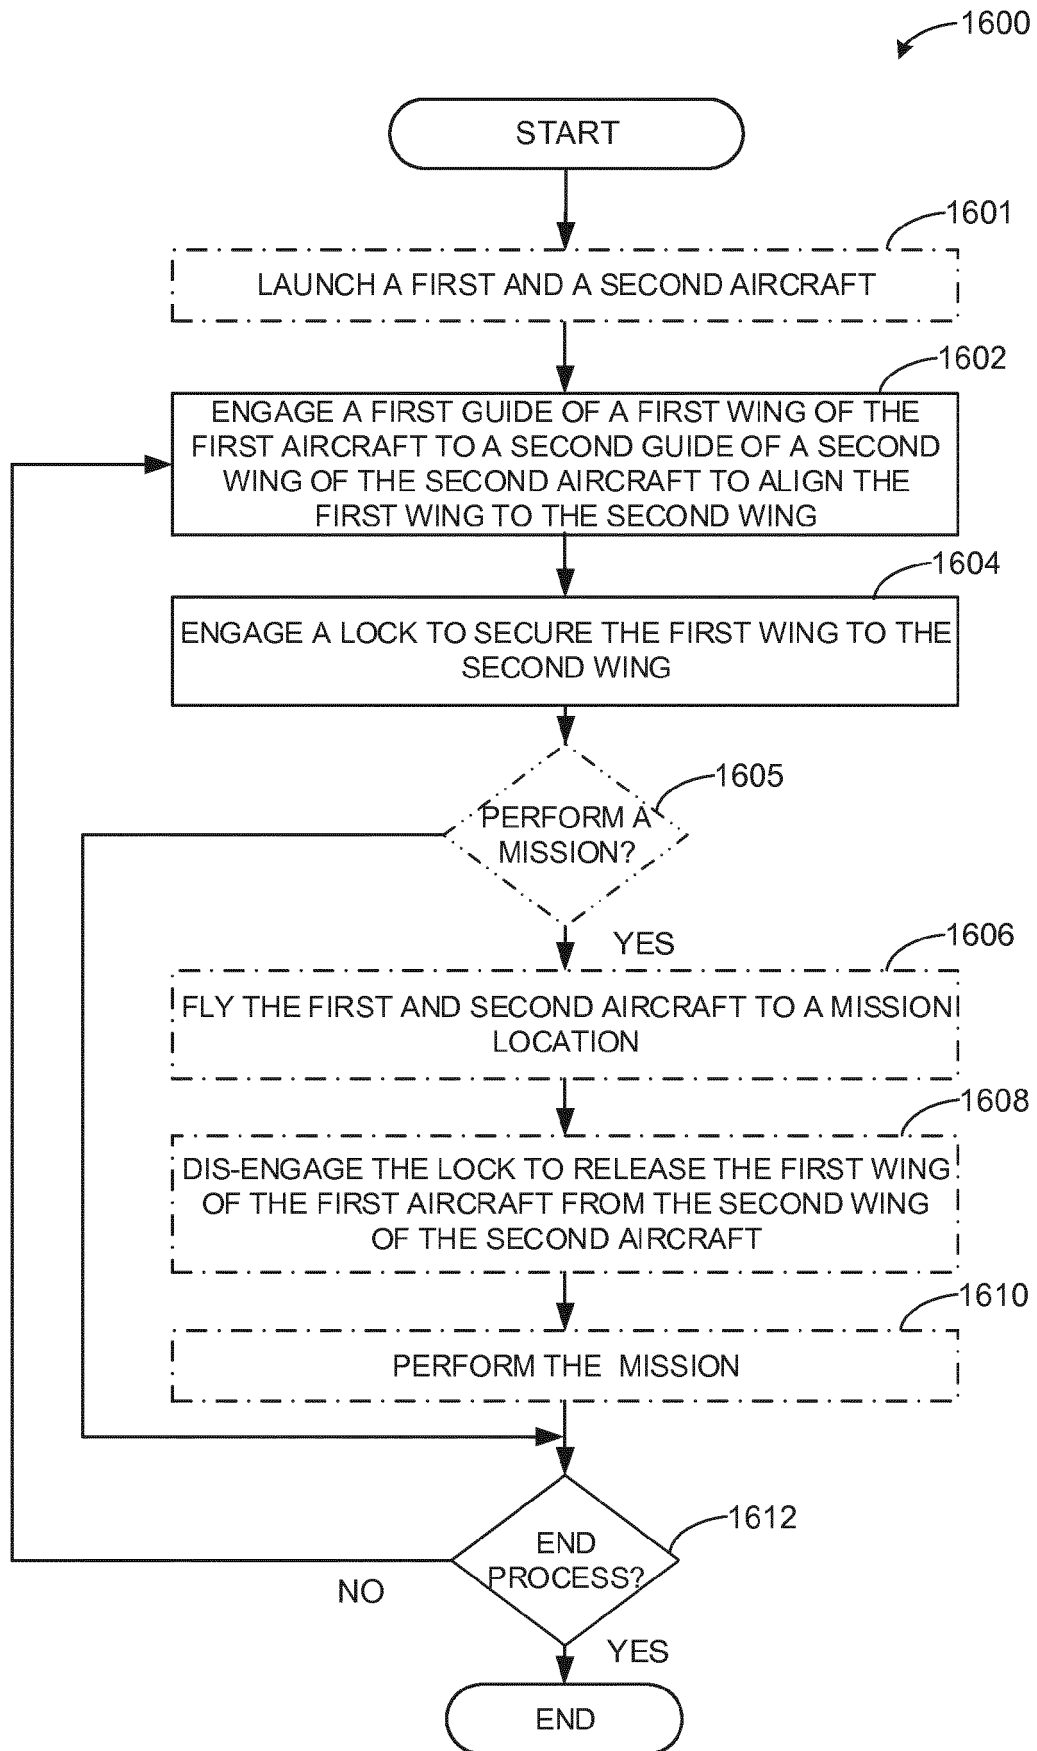 1600
START
1601
LAUNCH A FIRST AND A SECOND AIRCRAFT
1602
ENGAGE A FIRST GUIDE OF A FIRST WING OF THE
FIRST AIRCRAFT TO A SECOND GUIDE OF A SECOND
WING OF THE SECOND AIRCRAFT TO ALIGN THE
FIRST WING TO THE SECOND WING
1604
ENGAGE A LOCK TO SECURE THE FIRST WING TO THE
SECOND WING
1605
PERFORM A
MISSION?
YES
1606
FLY THE FIRST AND SECOND AIRCRAFT TO A MISSION
LOCATION
1608
DIS-ENGAGE THE LOCK TO RELEASE THE FIRST WING
OF THE FIRST AIRCRAFT FROM THE SECOND WING
OF THE SECOND AIRCRAFT
1610
PERFORM THE MISSION
1612
END
PROCESS?
NO
YES
END